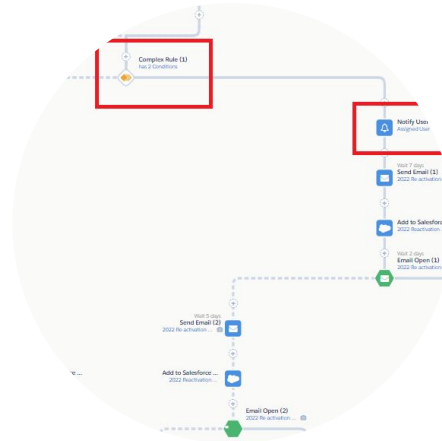 Complex Rule (1)
has 2 Conditions
Notify User
Assigned User
Wait 7 days
Send Email (1)
2022 Re-activation
Add to Salesforce
2022 Reactivation
Wait 2 days
Email Open (1)
2022 Re activation
Wait 5 days
Send Email (2)
2022 Re activation ...
Add to Salesforce ...
2022 Reactivation ...
Email Open (2)
2022 Re activation ...